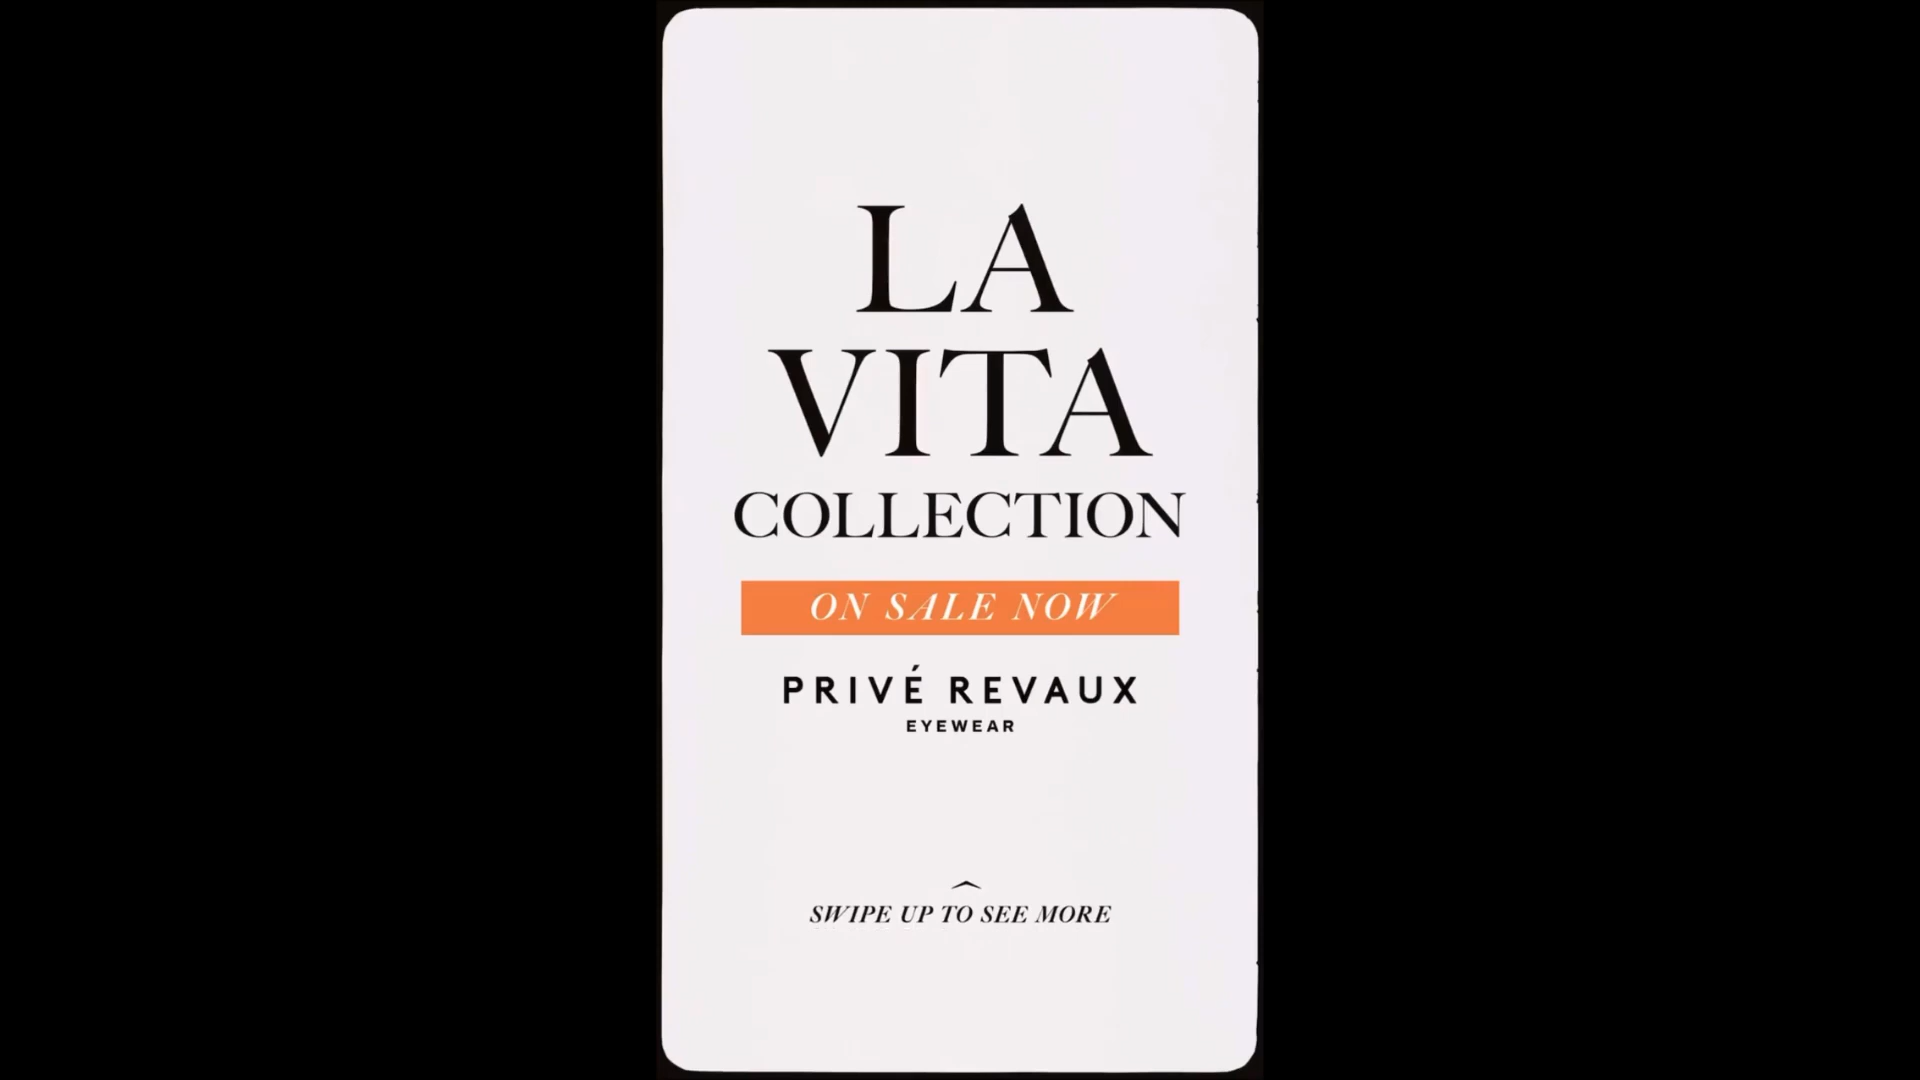 LA
VITA
COLLECTION
ON SALE NOW
PRIVÉ REVAUX
EYEWEAR
SWIPE UP TO SEE MORE